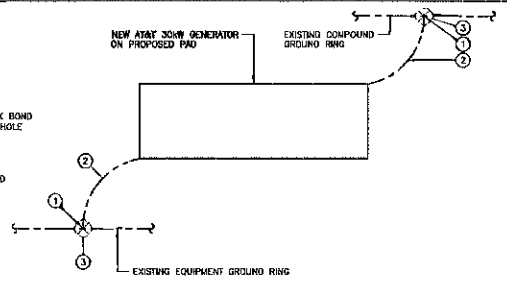 NEW AT&T 30kW GENERATOR
ON PROPOSED PAD
EXISTING COMPOUND
GROUND RING
3
1
2
BOND
HOLE
2
1
3
EXISTING EQUIPMENT GROUND RING